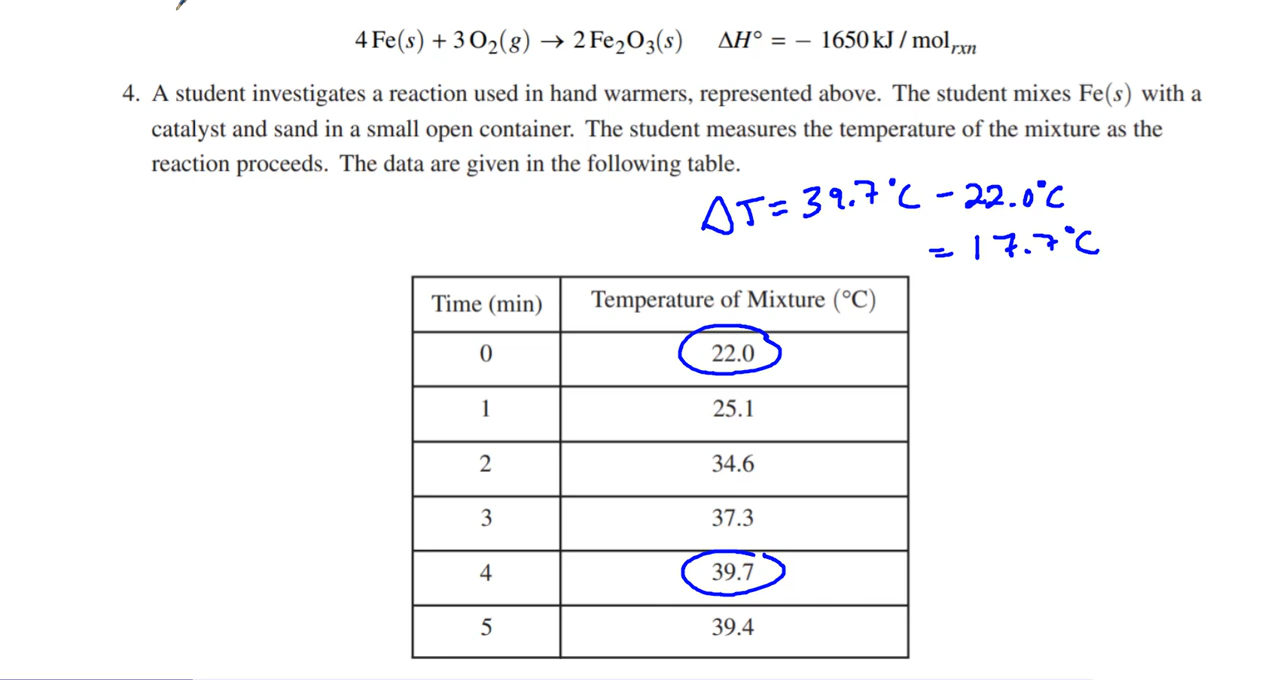 4 Fe(s) + 3 O₂(g) → 2 Fe₂O₃(s) ΔH° = − 1650 kJ / mol_rxn
4. A student investigates a reaction used in hand warmers, represented above. The student mixes Fe(s) with a
catalyst and sand in a small open container. The student measures the temperature of the mixture as the
reaction proceeds. The data are given in the following table.
ΔT = 39.7°C − 22.0°C
= 17.7°C
Time (min) Temperature of Mixture (°C)
0 22.0
1 25.1
2 34.6
3 37.3
4 39.7
5 39.4